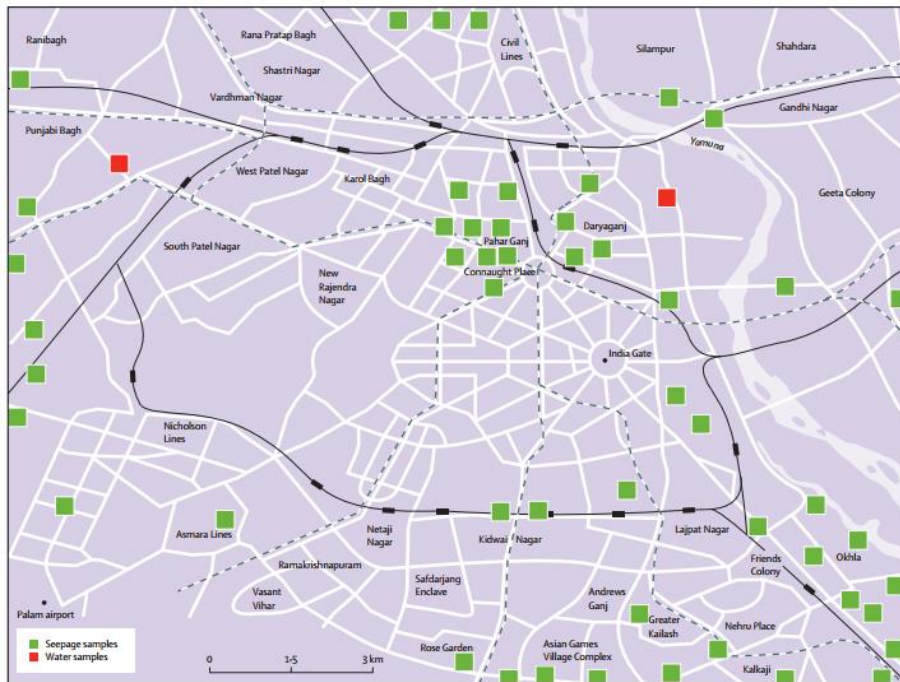 Ranibagh
Rana Pratap Bagh
Civil
Lines
Silampur
Shahdara
Shastri Nagar
Vardhman Nagar
Gandhi Nagar
Punjabi Bagh
Yamuna
West Patel Nagar
Karol Bagh
Geeta Colony
South Patel Nagar
Pahar Ganj
Daryaganj
New
Rajendra
Nagar
Connaught Place
India Gate
Nicholson
Lines
Asmara Lines
Netaji
Nagar
Kidwai Nagar
Lajpat Nagar
Friends
Colony
Okhla
Ramakrishnapuram
Vasant
Vihar
Safdarjang
Enclave
Andrews
Ganj
Greater
Kailash
Nehru Place
Palam airport
Seepage samples
Water samples
0 1·5 3 km
Rose Garden
Asian Games
Village Complex
Kalkaji